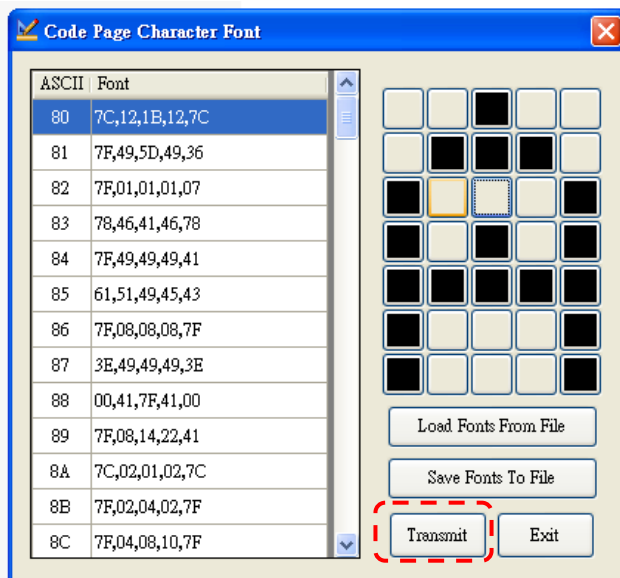 Code Page Character Font
ASCII Font
80 7C,12,1B,12,7C
81 7F,49,5D,49,36
82 7F,01,01,01,07
83 78,46,41,46,78
84 7F,49,49,49,41
85 61,51,49,45,43
86 7F,08,08,08,7F
87 3E,49,49,49,3E
88 00,41,7F,41,00
89 7F,08,14,22,41
8A 7C,02,01,02,7C
8B 7F,02,04,02,7F
8C 7F,04,08,10,7F
Load Fonts From File
Save Fonts To File
Transmit Exit